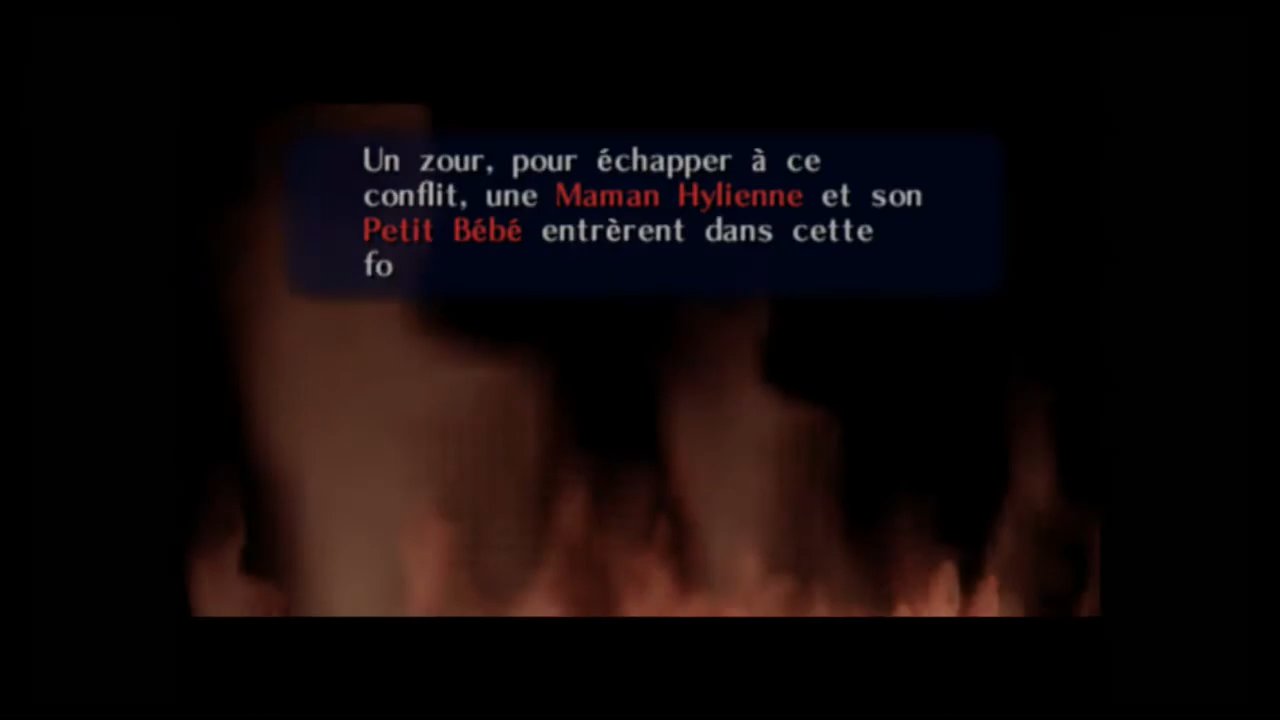 Un zour, pour échapper à ce
conflit, une Maman Hylienne et son
Petit Bébé entrèrent dans cette
fo